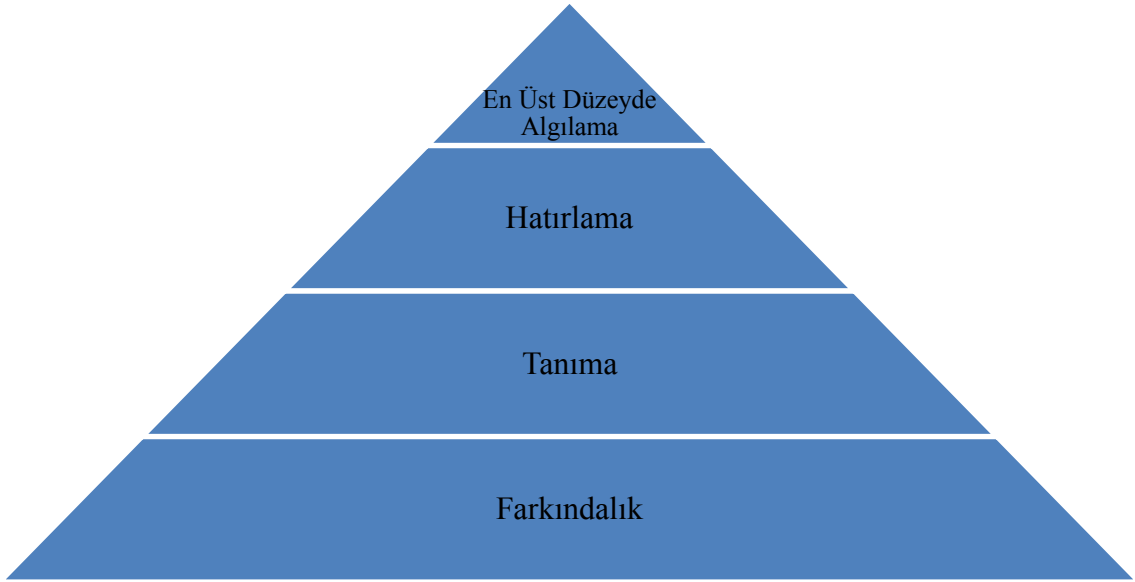 En Üst Düzeyde
Algılama
Hatırlama
Tanıma
Farkındalık